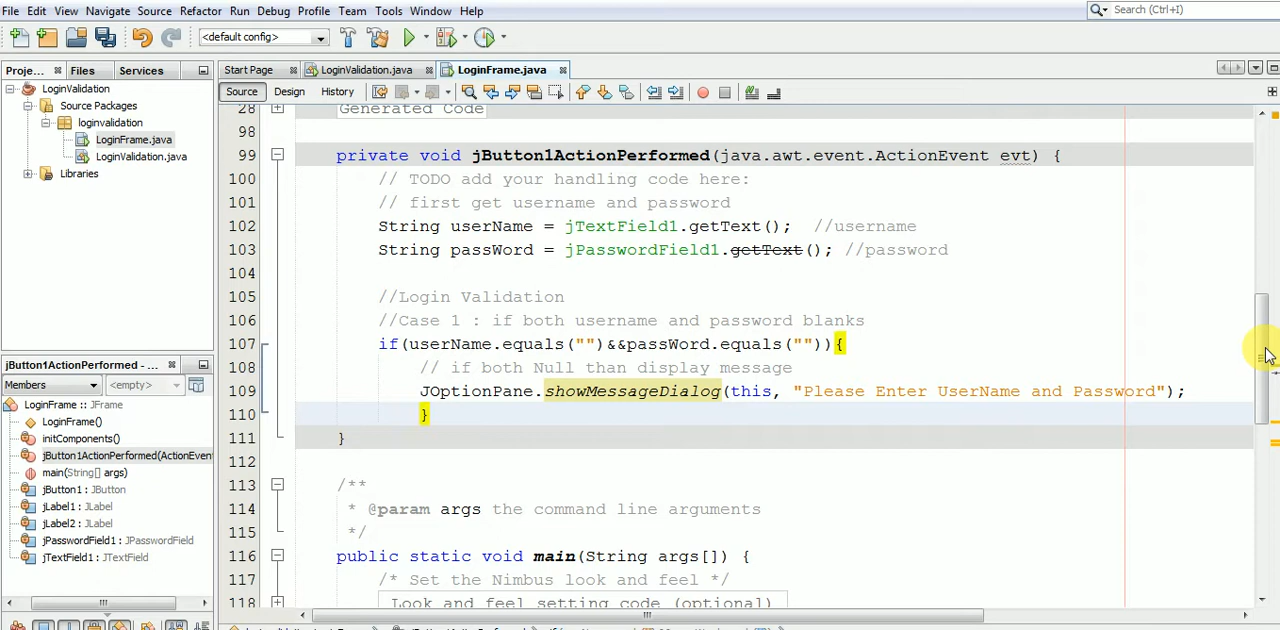 File Edit View Navigate Source Refactor Run Debug Profile Team Tools Window Help
Search (Ctrl+I)
<default config>
Proje... Files Services
Start Page LoginValidation.java LoginFrame.java
Source Design History
LoginValidation
Source Packages
loginvalidation
LoginFrame.java
LoginValidation.java
Libraries
28 Generated Code
98
99 private void jButton1ActionPerformed(java.awt.event.ActionEvent evt) {
100 // TODO add your handling code here:
101 // first get username and password
102 String userName = jTextField1.getText(); //username
103 String passWord = jPasswordField1.getText(); //password
104
105 //Login Validation
106 //Case 1 : if both username and password blanks
107 if(userName.equals("")&&passWord.equals("")){
108 // if both Null than display message
109 JOptionPane.showMessageDialog(this, "Please Enter UserName and Password");
110 }
111 }
112
113 /**
114 * @param args the command line arguments
115 */
116 public static void main(String args[]) {
117 /* Set the Nimbus look and feel */
118 Look and feel setting code (optional)
jButton1ActionPerformed - ...
Members <empty>
LoginFrame :: JFrame
LoginFrame()
initComponents()
jButton1ActionPerformed(ActionEven
main(String[] args)
jButton1 : JButton
jLabel1 : JLabel
jLabel2 : JLabel
jPasswordField1 : JPasswordField
jTextField1 : JTextField